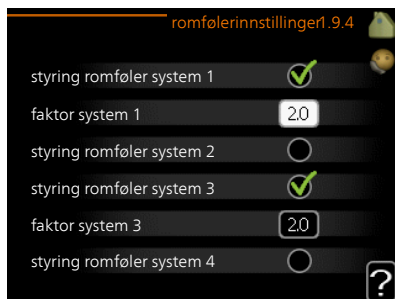 romfølerinnstillinger1.9.4
styring romføler system 1
faktor system 1 2.0
styring romføler system 2
styring romføler system 3
faktor system 3 2.0
styring romføler system 4
?